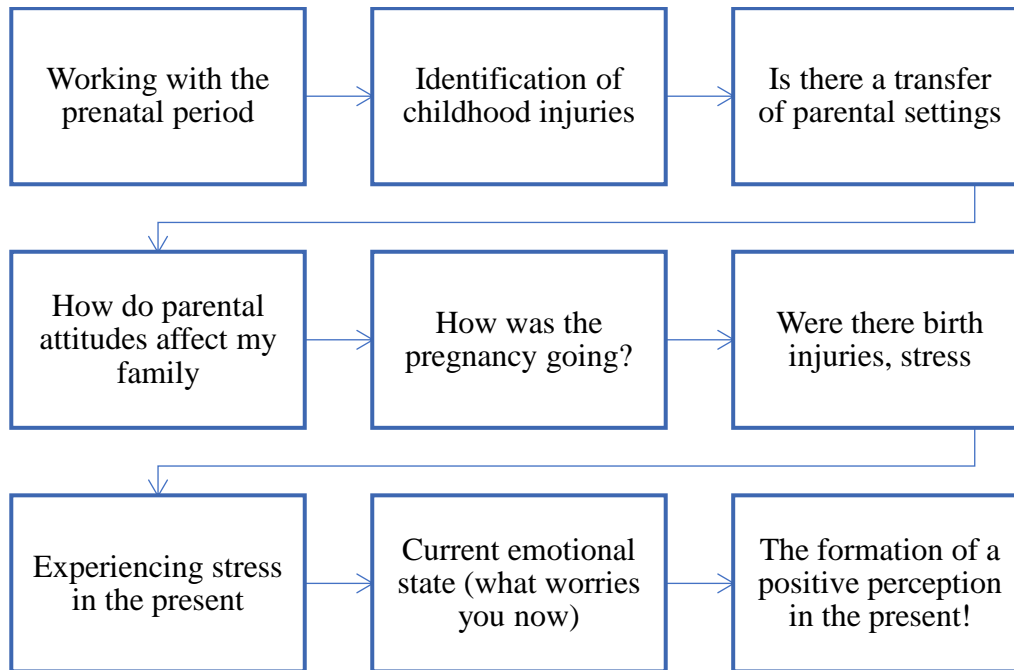 Working with the
prenatal period
Identification of
childhood injuries
Is there a transfer
of parental settings
How do parental
attitudes affect my
family
How was the
pregnancy going?
Were there birth
injuries, stress
Experiencing stress
in the present
Current emotional
state (what worries
you now)
The formation of a
positive perception
in the present!